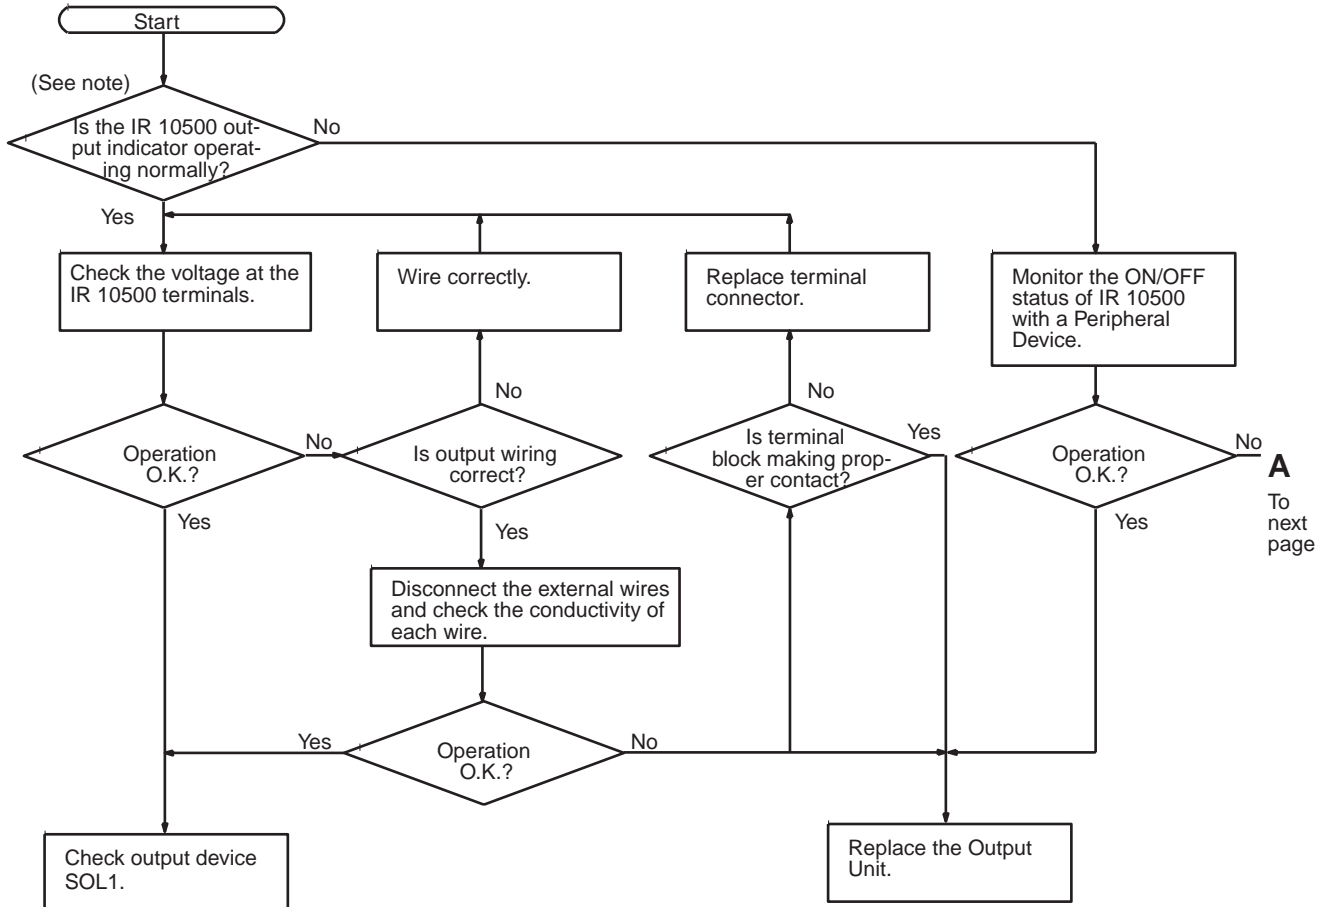 Start
(See note)
Is the IR 10500 out-
put indicator operat-
ing normally?
No
Yes
Check the voltage at the
IR 10500 terminals.
Wire correctly.
Replace terminal
connector.
Monitor the ON/OFF
status of IR 10500
with a Peripheral
Device.
Operation
O.K.?
No
Yes
Is output wiring
correct?
No
Yes
Is terminal
block making prop-
er contact?
No
Yes
Operation
O.K.?
No
Yes
A
To
next
page
Disconnect the external wires
and check the conductivity of
each wire.
Operation
O.K.?
Yes
No
Check output device
SOL1.
Replace the Output
Unit.